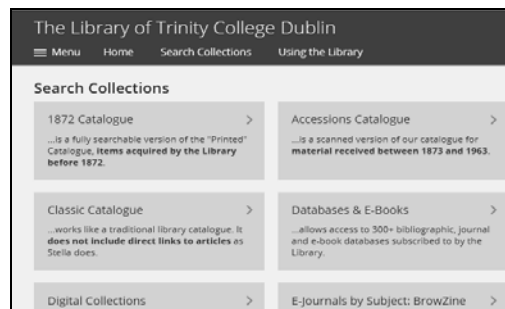 The Library of Trinity College Dublin
Menu Home Search Collections Using the Library
Search Collections
1872 Catalogue
...is a fully searchable version of the "Printed"
Catalogue, items acquired by the Library
before 1872.
Accessions Catalogue
...is a scanned version of our catalogue for
material received between 1873 and 1963.
Classic Catalogue
...works like a traditional library catalogue. It
does not include direct links to articles as
Stella does.
Databases & E-Books
...allows access to 300+ bibliographic, journal
and e-book databases subscribed to by the
Library.
Digital Collections
E-Journals by Subject: BrowZine